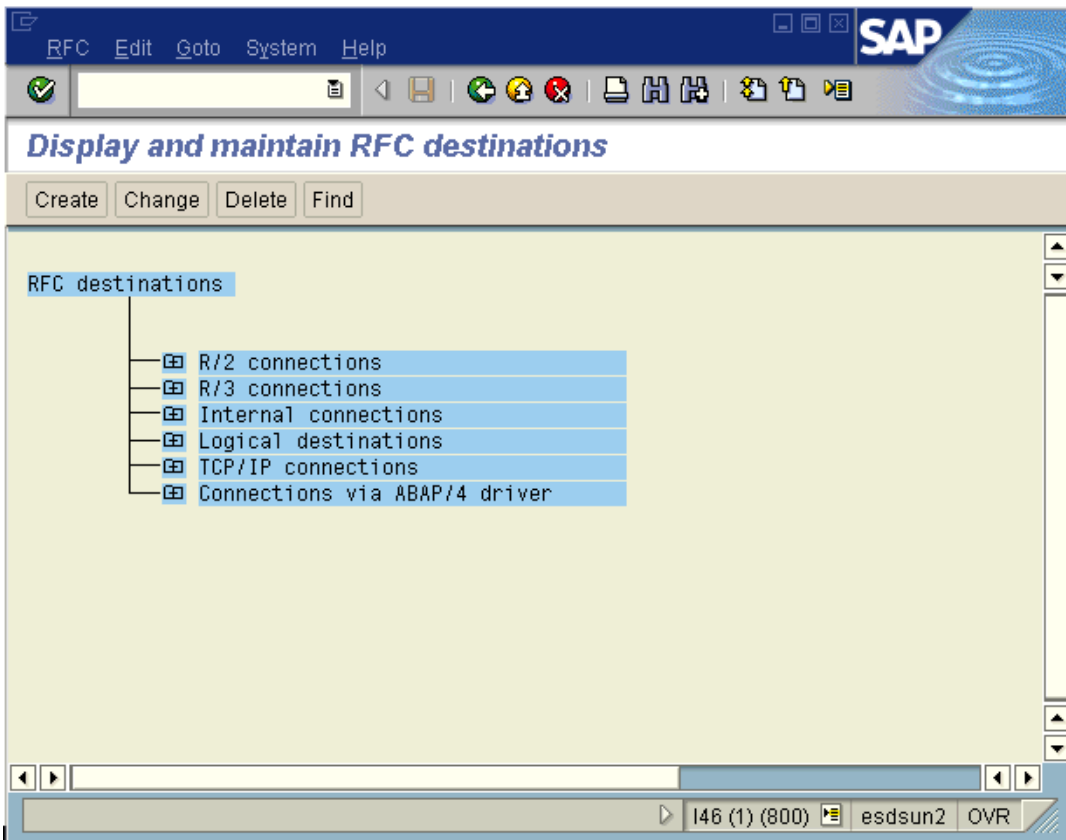 RFC Edit Goto System Help
SAP
Display and maintain RFC destinations
Create Change Delete Find
RFC destinations
R/2 connections
R/3 connections
Internal connections
Logical destinations
TCP/IP connections
Connections via ABAP/4 driver
I46 (1) (800) esdsun2 OVR